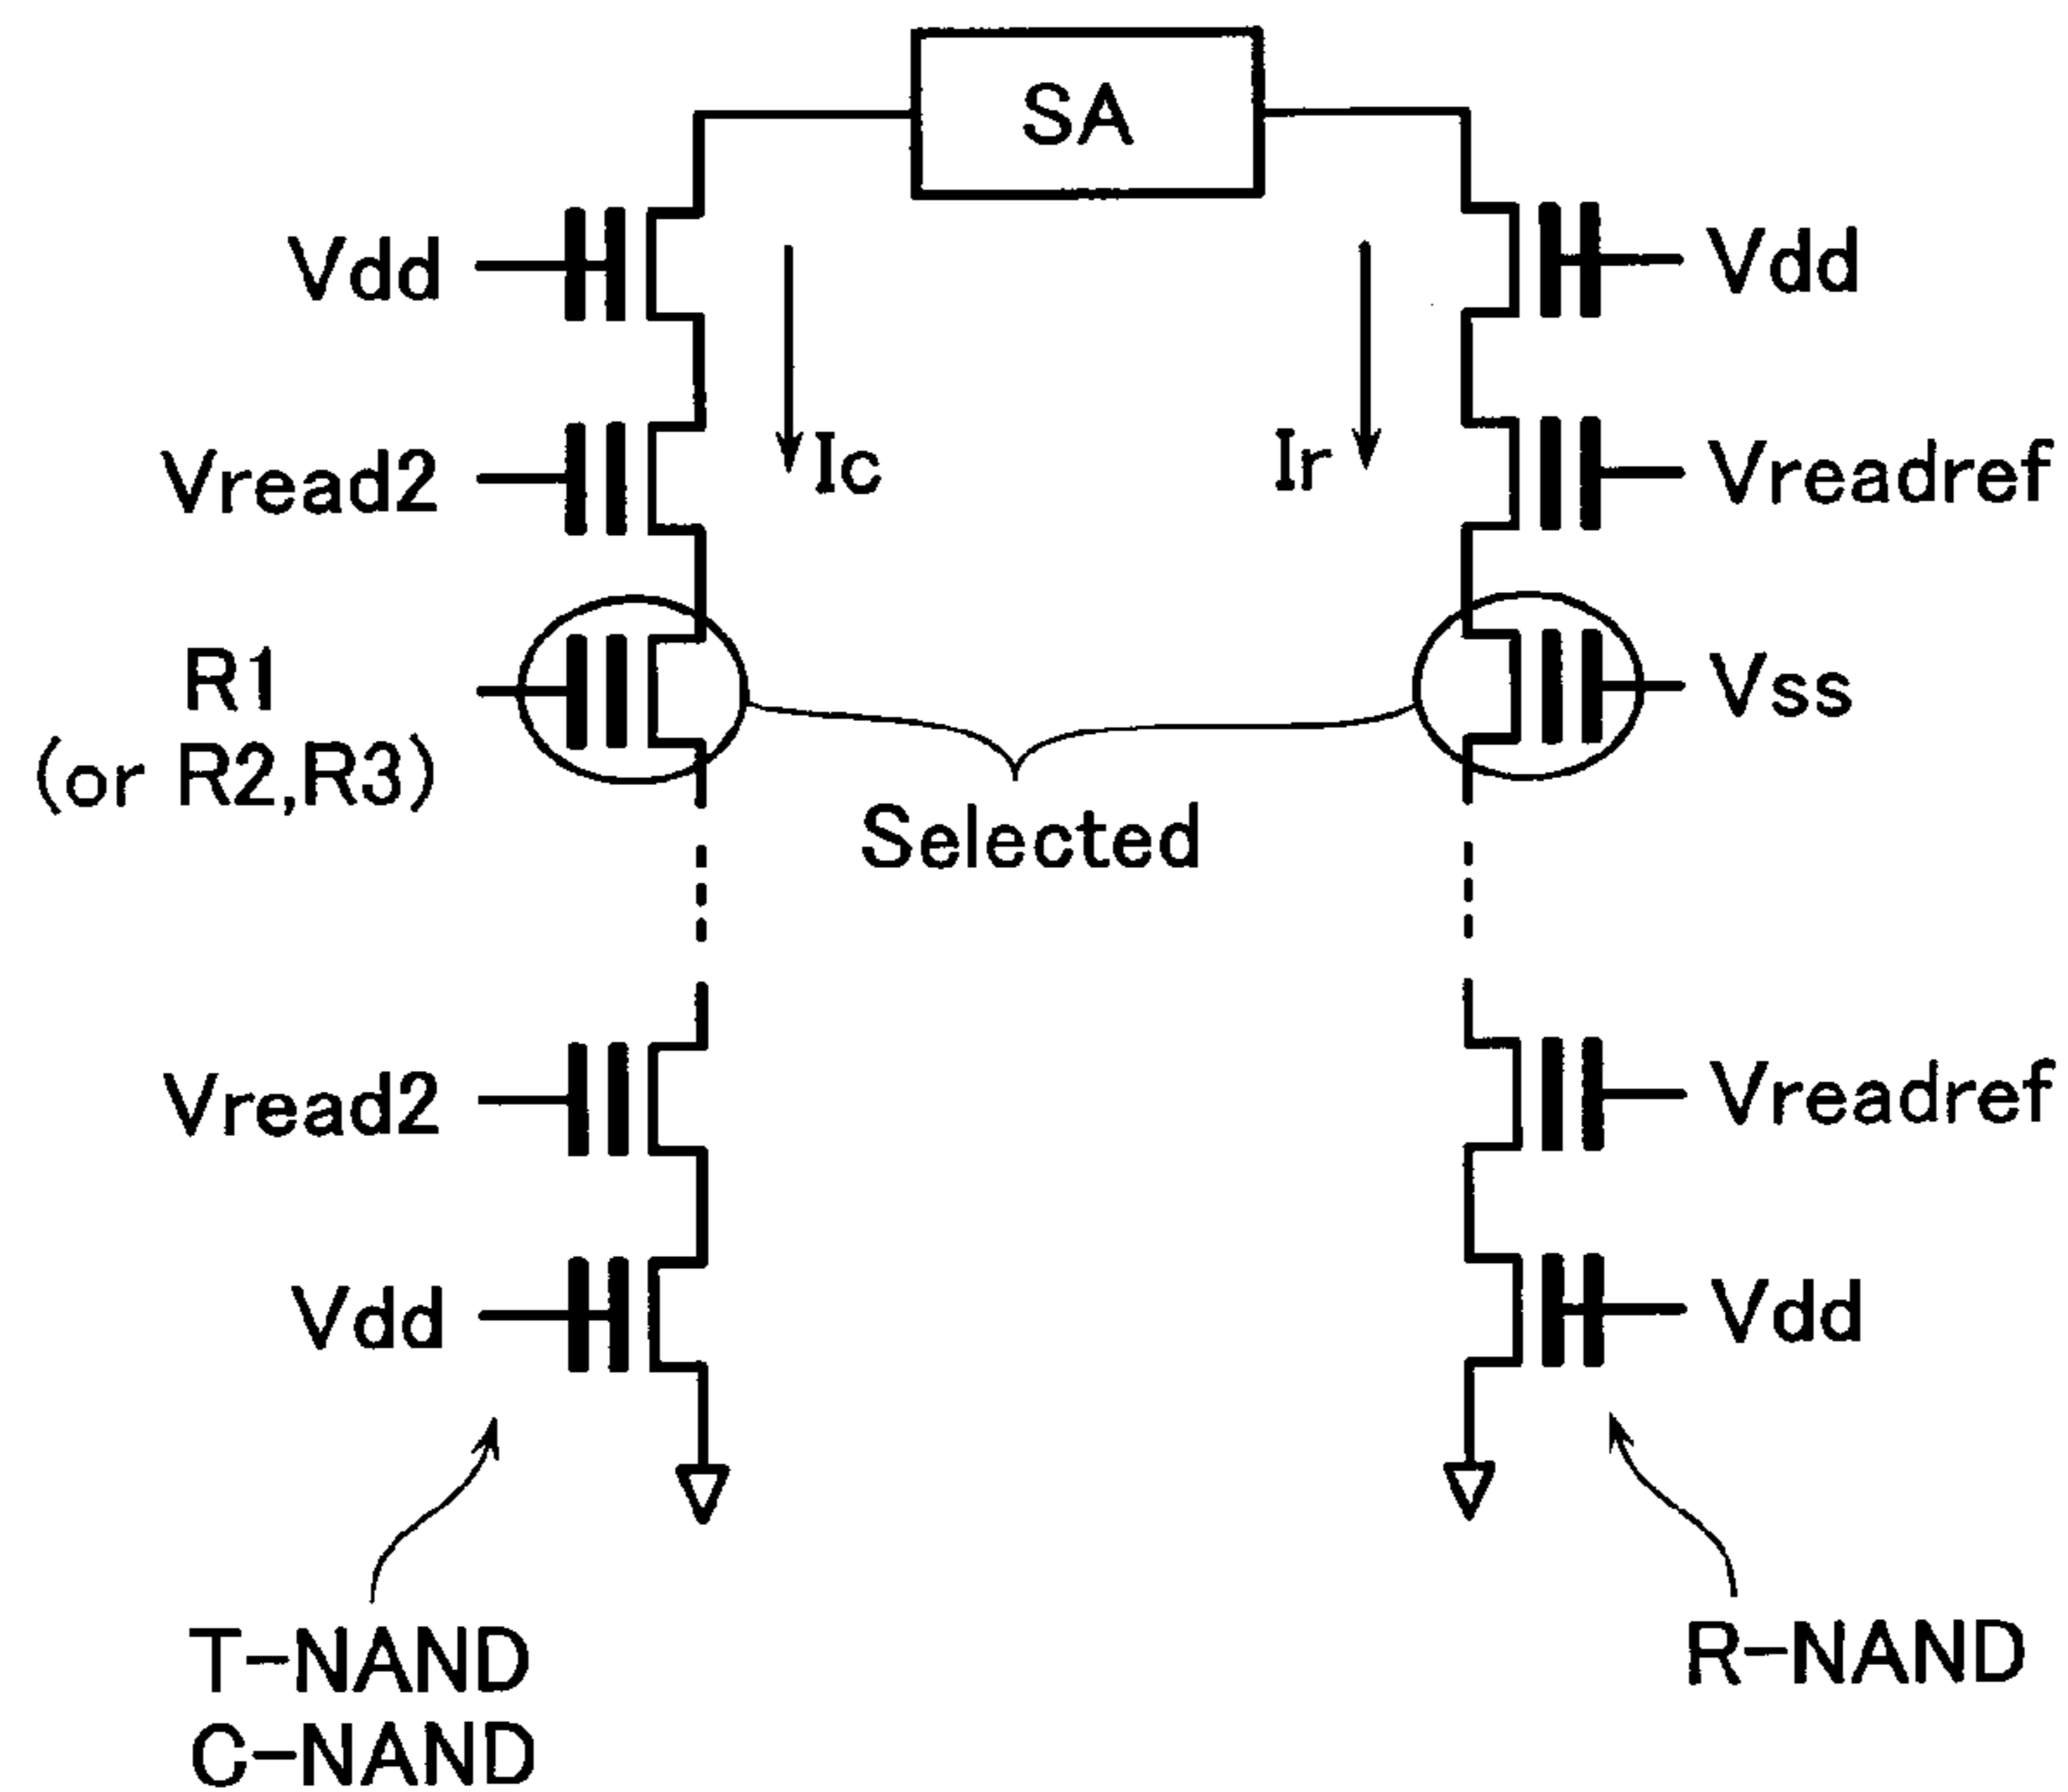 SA
Vdd
Vdd
Vread2
Ic
Ir
Vreadref
R1
(or R2,R3)
Vss
Selected
Vread2
Vreadref
Vdd
Vdd
T-NAND
C-NAND
R-NAND